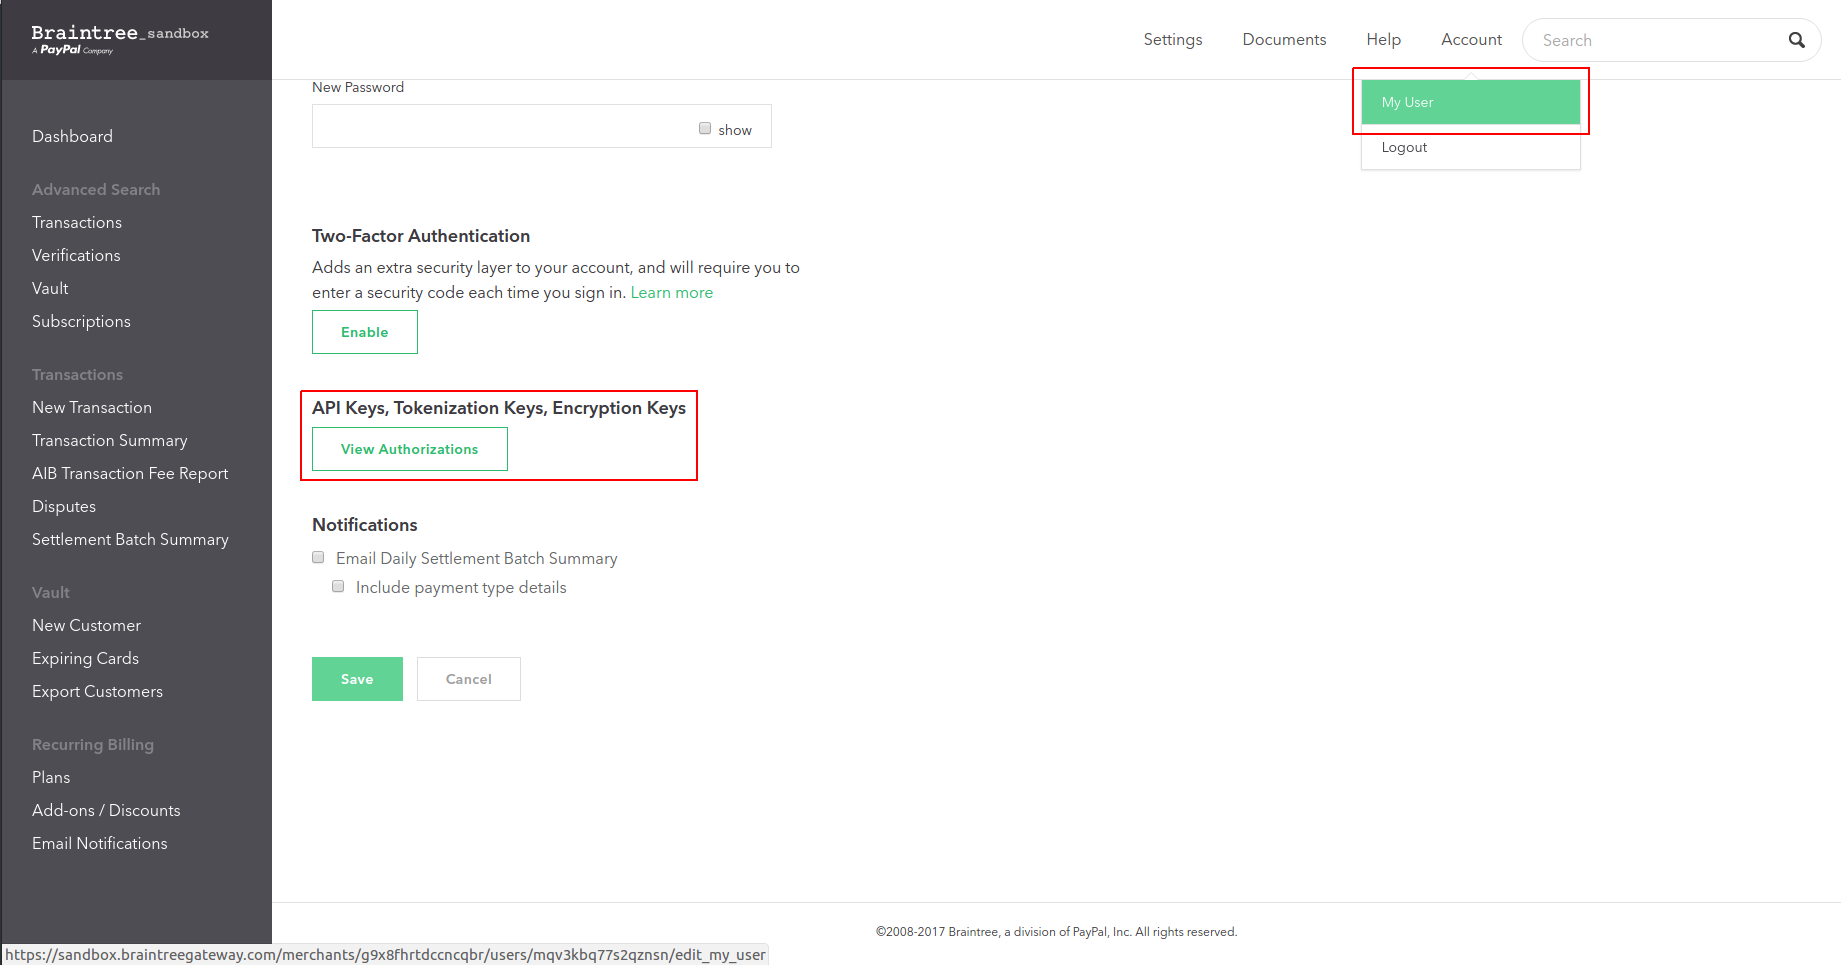 Braintree_sandbox
A PayPal Company
Settings
Documents
Help
Account
Search
My User
Logout
Dashboard
Advanced Search
Transactions
Verifications
Vault
Subscriptions
Transactions
New Transaction
Transaction Summary
AIB Transaction Fee Report
Disputes
Settlement Batch Summary
Vault
New Customer
Expiring Cards
Export Customers
Recurring Billing
Plans
Add-ons / Discounts
Email Notifications
New Password
show
Two-Factor Authentication
Adds an extra security layer to your account, and will require you to
enter a security code each time you sign in. Learn more
Enable
API Keys, Tokenization Keys, Encryption Keys
View Authorizations
Notifications
Email Daily Settlement Batch Summary
Include payment type details
Save
Cancel
©2008-2017 Braintree, a division of PayPal, Inc. All rights reserved.
https://sandbox.braintreegateway.com/merchants/g9x8fhrtdccncqbr/users/mqv3kbq77s2qznsn/edit_my_user